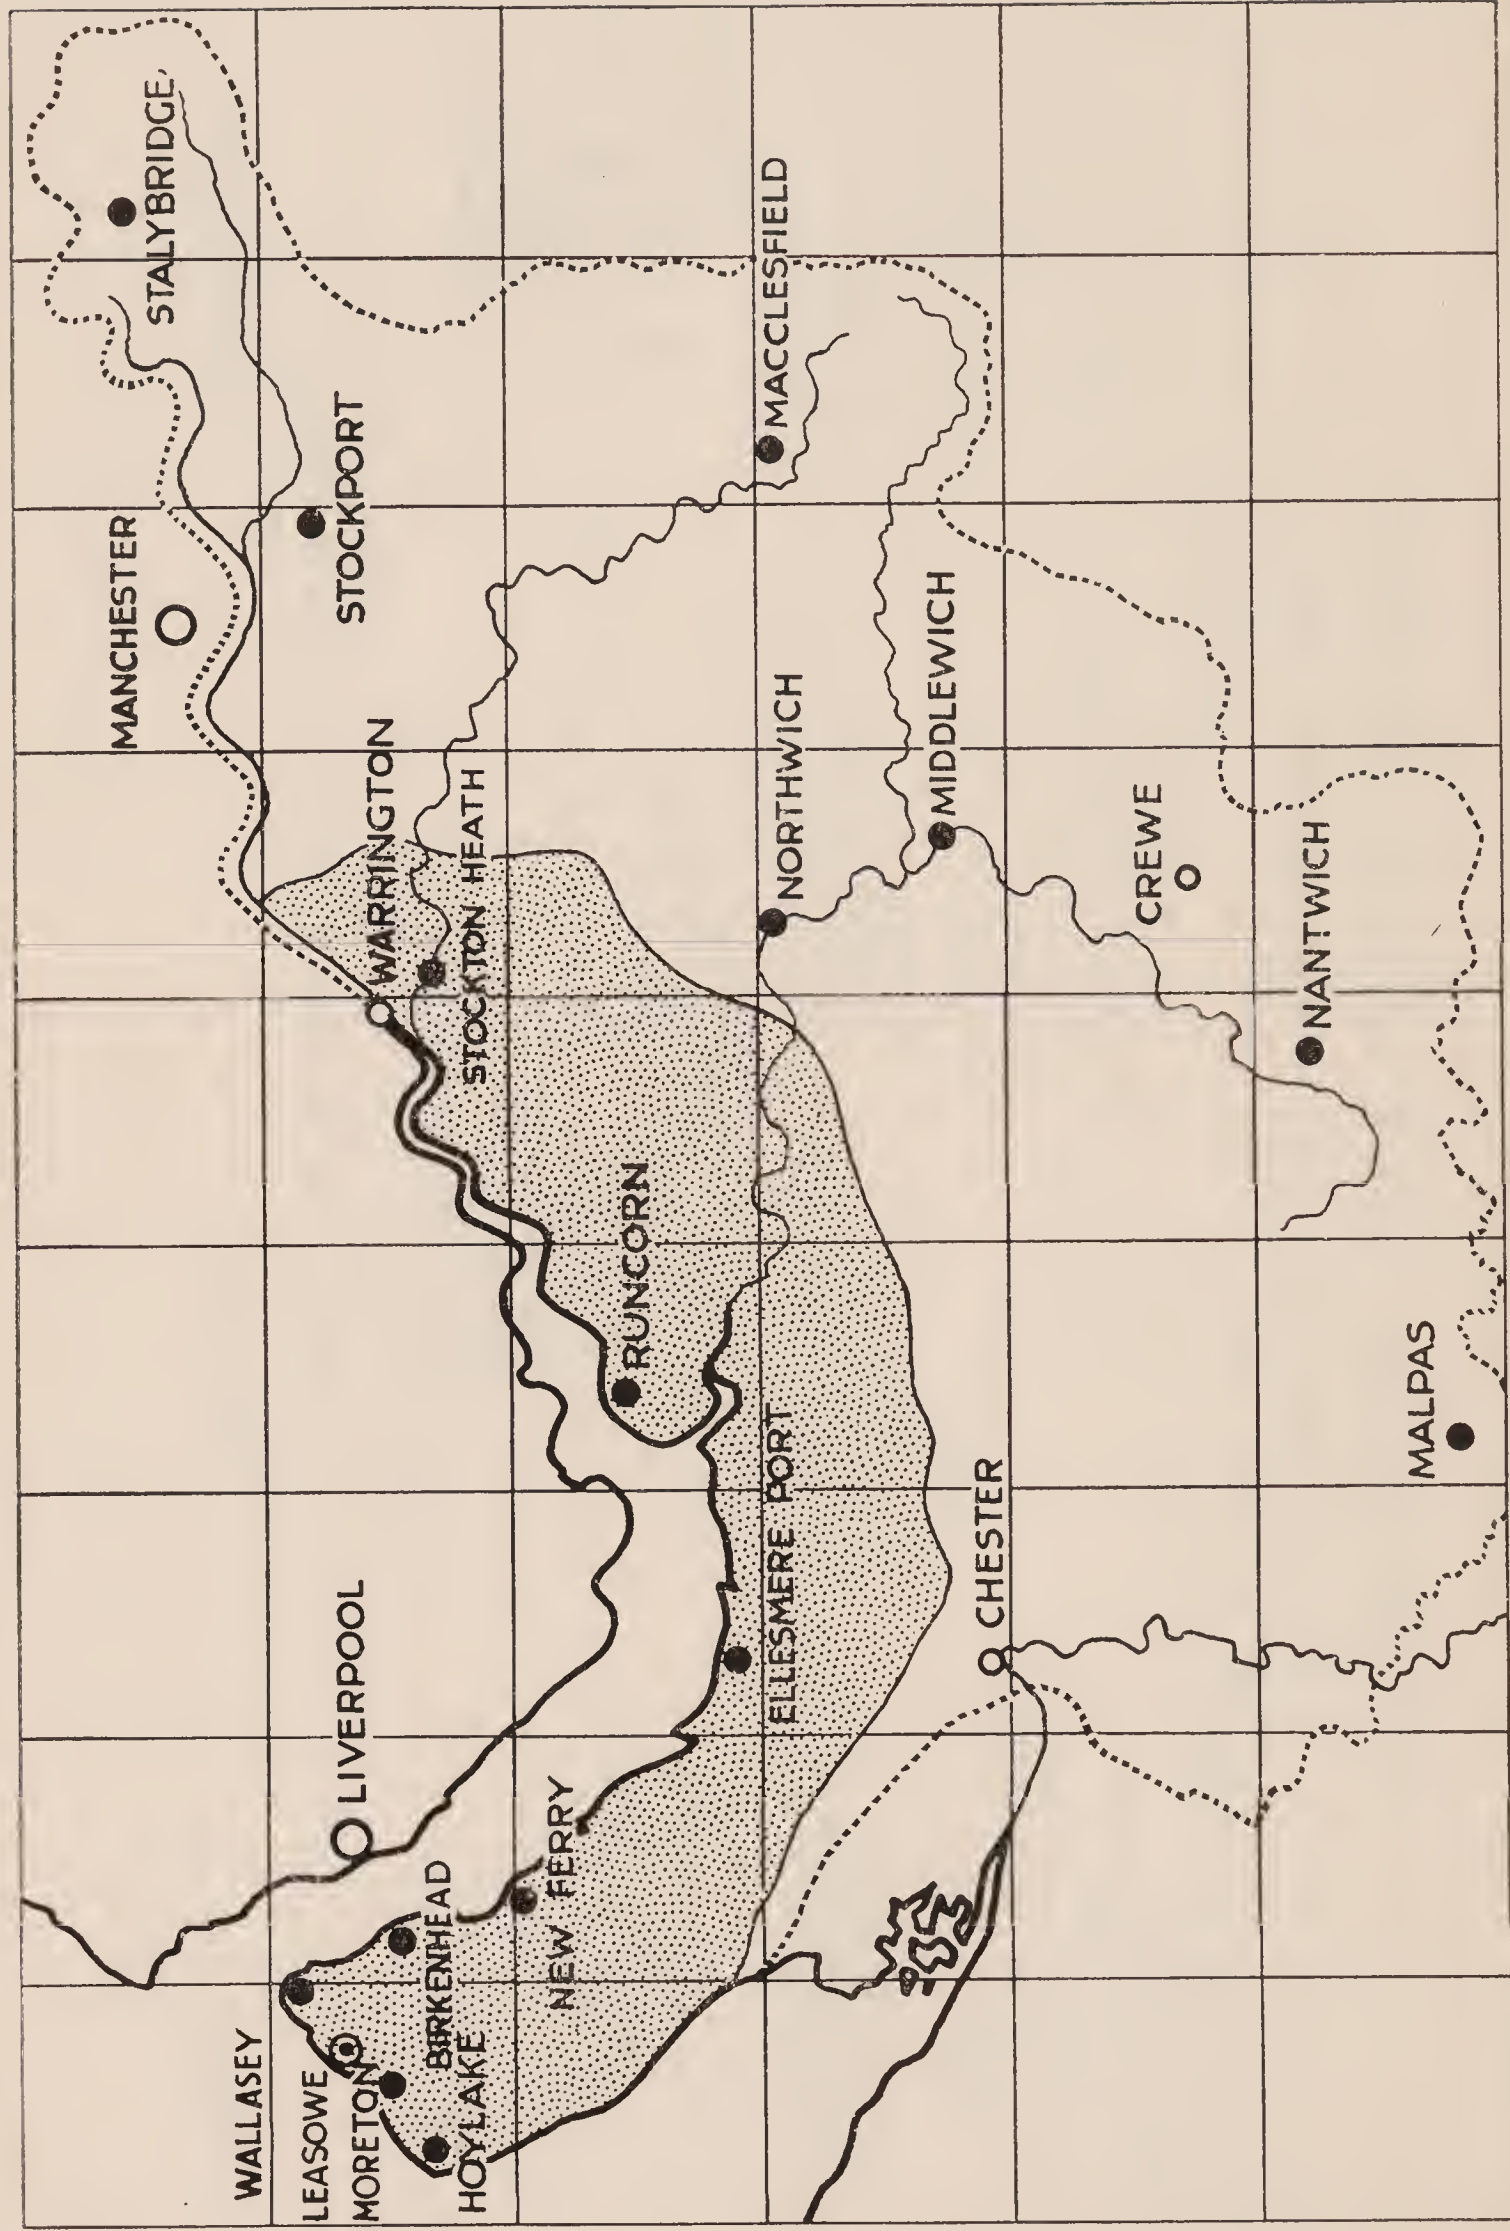 WALLASEY
LEASOWE
MORETON
HOYLAKE
BIRKENHEAD
NEW FERRY
LIVERPOOL
ELLESMERE PORT
CHESTER
RUNCORN
MALPAS
WARRINGTON
STOCKTON HEATH
NORTHWICH
MIDDLEWICH
CREWE
NANTWICH
MANCHESTER
STOCKPORT
MACCLESFIELD
STALYBRIDGE